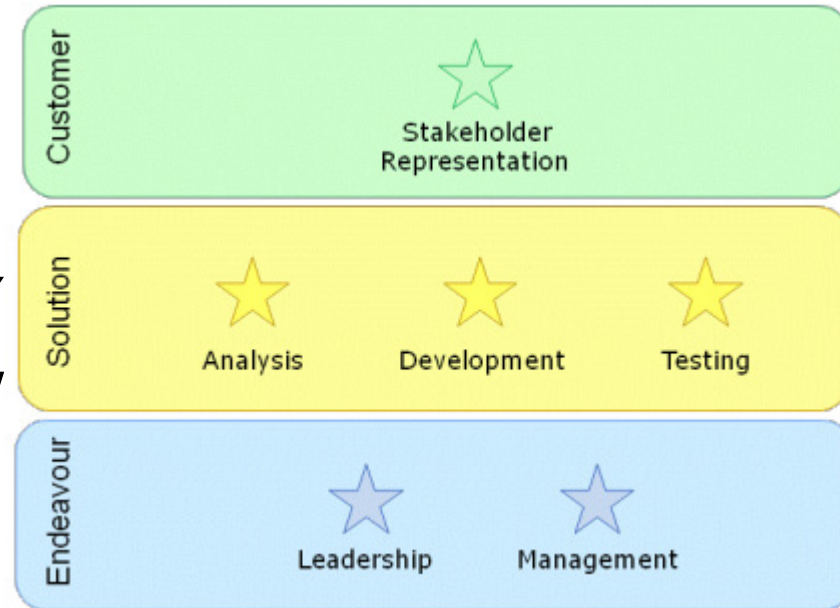 Customer
Stakeholder
Representation
Solution
Analysis
Development
Testing
Endeavour
Leadership
Management